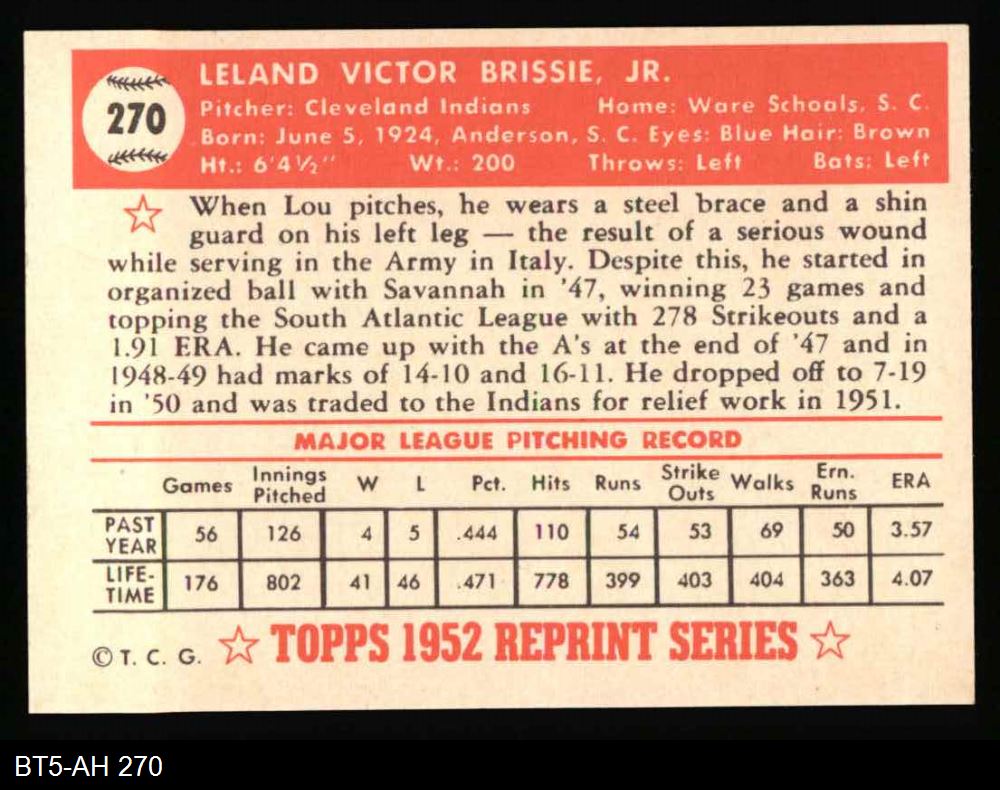 270
LELAND VICTOR BRISSIE, JR.
Pitcher: Cleveland Indians Home: Ware Schoals, S. C.
Born: June 5, 1924, Anderson, S. C. Eyes: Blue Hair: Brown
Ht.: 6'4½" Wt.: 200 Throws: Left Bats: Left
When Lou pitches, he wears a steel brace and a shin
guard on his left leg — the result of a serious wound
while serving in the Army in Italy. Despite this, he started in
organized ball with Savannah in '47, winning 23 games and
topping the South Atlantic League with 278 Strikeouts and a
1.91 ERA. He came up with the A's at the end of '47 and in
1948-49 had marks of 14-10 and 16-11. He dropped off to 7-19
in '50 and was traded to the Indians for relief work in 1951.
MAJOR LEAGUE PITCHING RECORD
Games Innings Pitched W L Pct. Hits Runs Strike Outs Walks Ern. Runs ERA
PAST YEAR 56 126 4 5 .444 110 54 53 69 50 3.57
LIFE-TIME 176 802 41 46 .471 778 399 403 404 363 4.07
© T. C. G. TOPPS 1952 REPRINT SERIES
BT5-AH 270